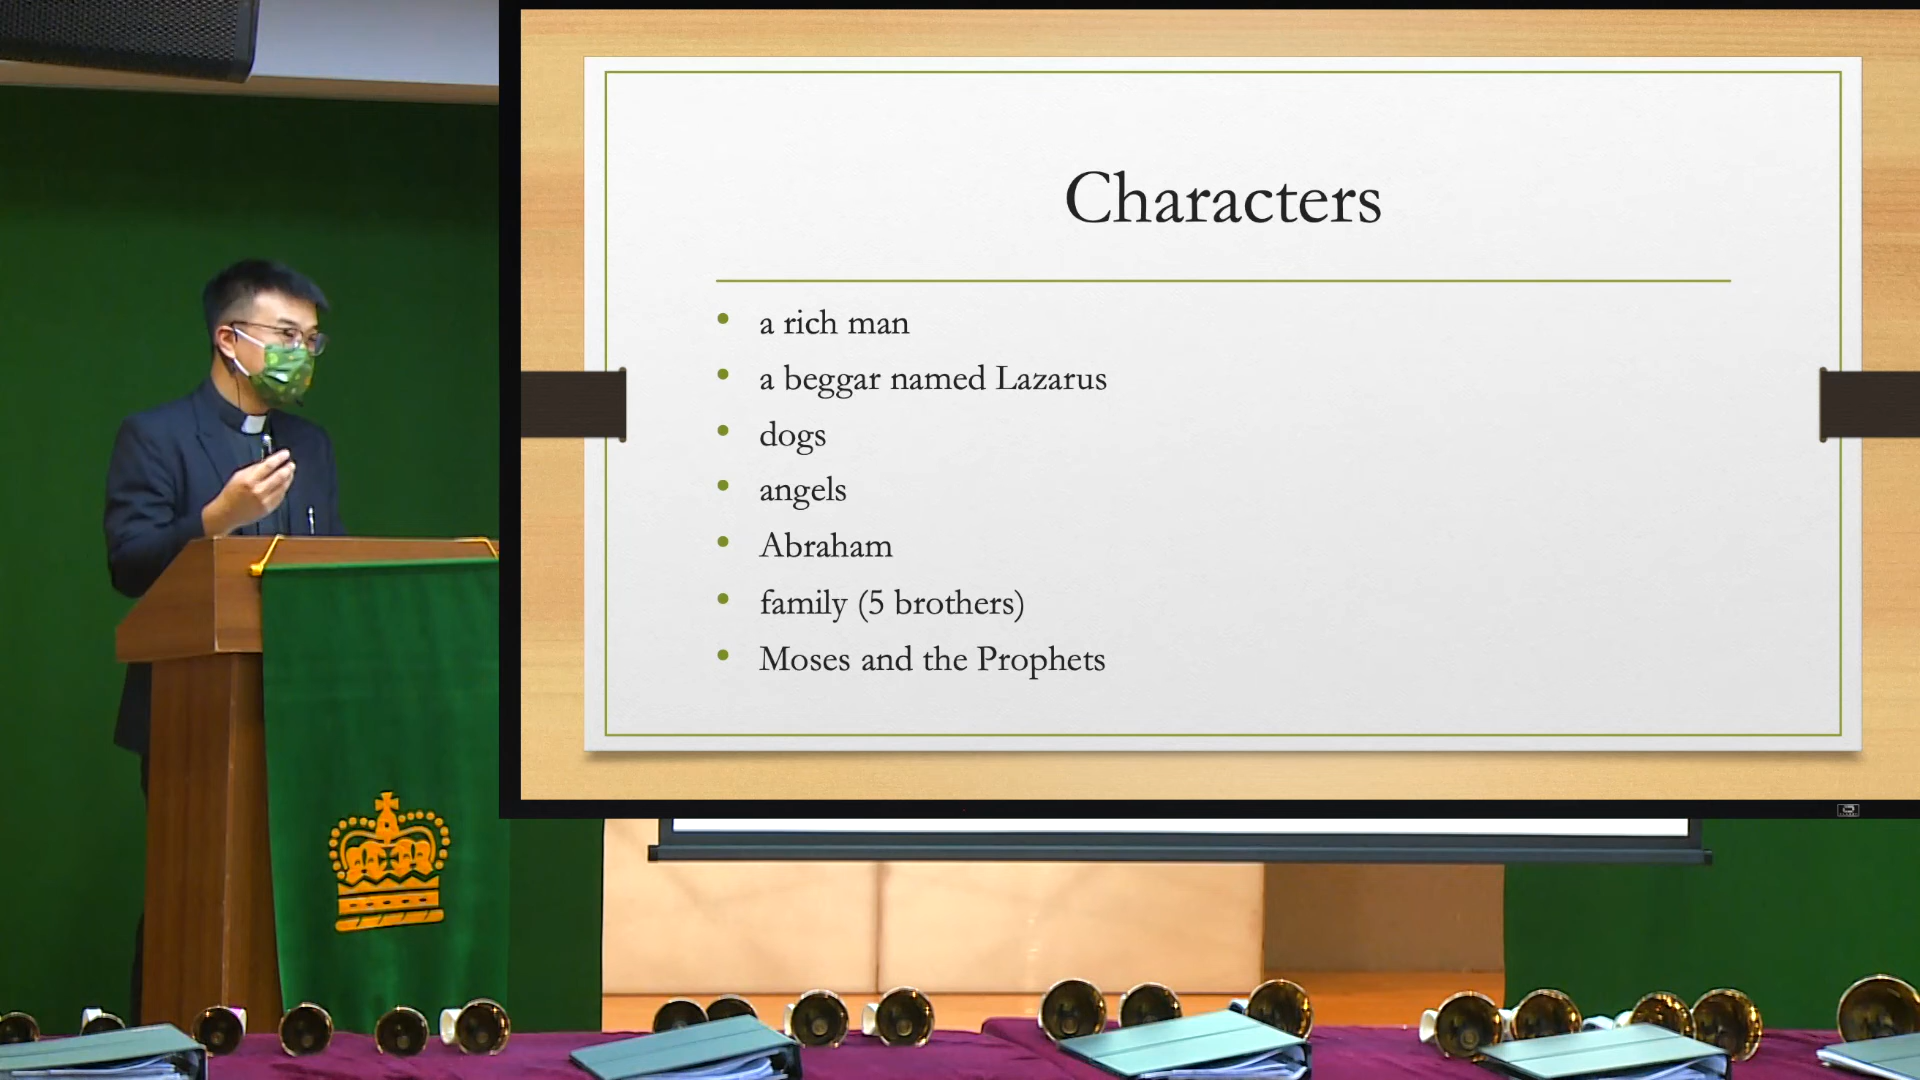 Characters
• a rich man
• a beggar named Lazarus
• dogs
• angels
• Abraham
• family (5 brothers)
• Moses and the Prophets